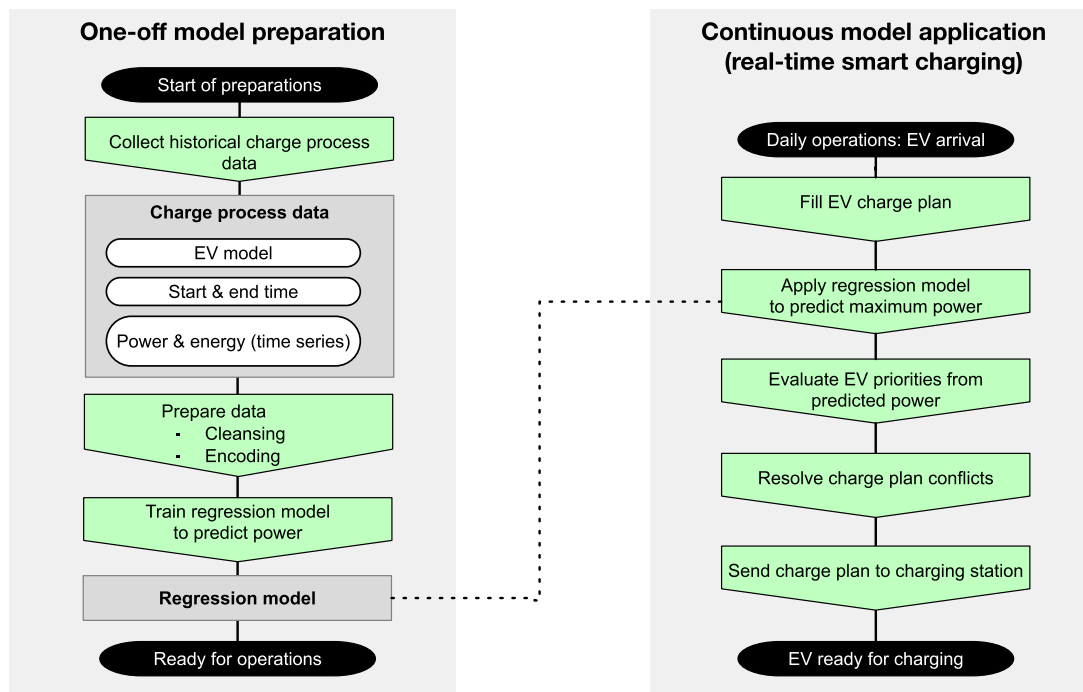 One-off model preparation
Start of preparations
Collect historical charge process
data
Charge process data
EV model
Start & end time
Power & energy (time series)
Prepare data
- Cleansing
- Encoding
Train regression model
to predict power
Regression model
Ready for operations
Continuous model application
(real-time smart charging)
Daily operations: EV arrival
Fill EV charge plan
Apply regression model
to predict maximum power
Evaluate EV priorities from
predicted power
Resolve charge plan conflicts
Send charge plan to charging station
EV ready for charging